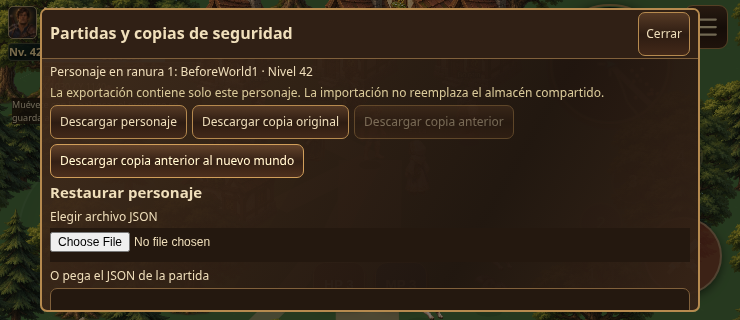 Partidas y copias de seguridad
Cerrar
Nv. 42
Personaje en ranura 1: BeforeWorld1 · Nivel 42
La exportación contiene solo este personaje. La importación no reemplaza el almacén compartido.
Muéve
guarda
Descargar personaje
Descargar copia original
Descargar copia anterior
Descargar copia anterior al nuevo mundo
Restaurar personaje
Elegir archivo JSON
Choose File No file chosen
O pega el JSON de la partida